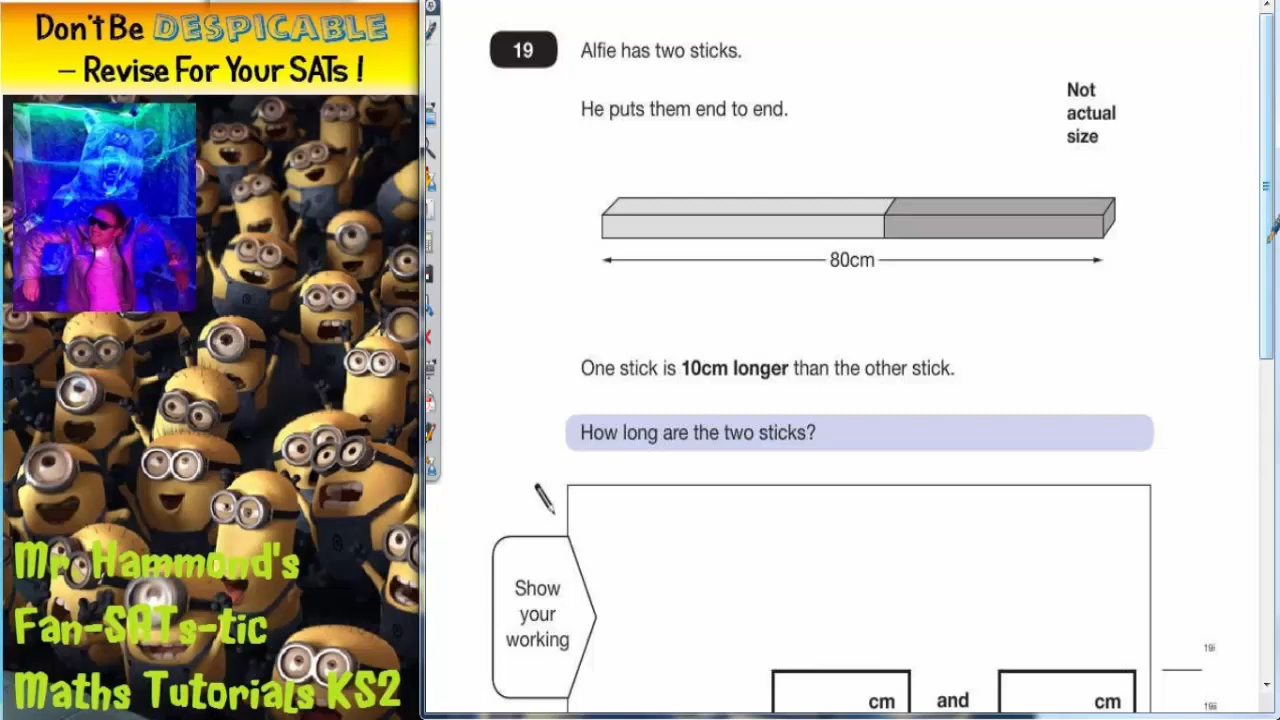 Don't Be DESPICABLE
– Revise For Your SATs !
Mr. Hammond's
Fan-SATs-tic
Maths Tutorials KS2
19
Alfie has two sticks.
He puts them end to end.
Not
actual
size
80cm
One stick is 10cm longer than the other stick.
How long are the two sticks?
Show
your
working
cm and cm
19i
19ii